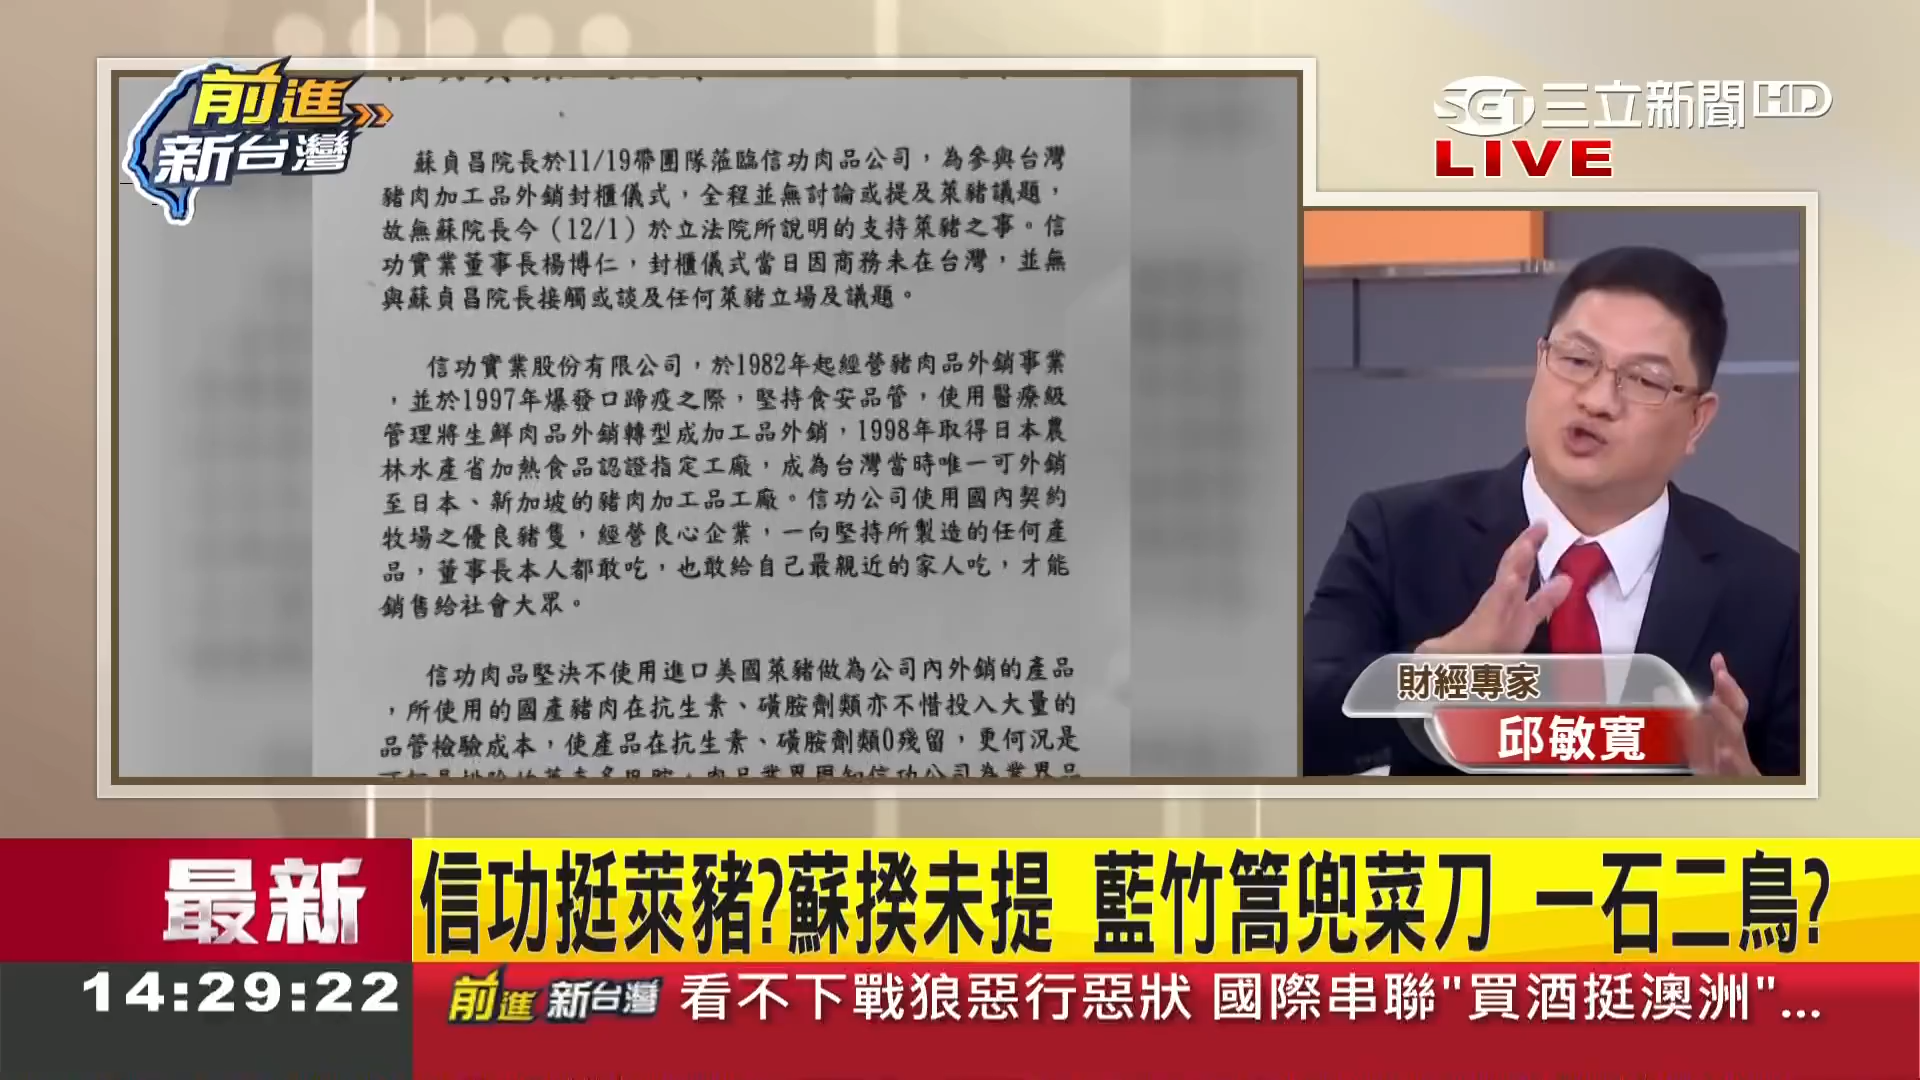 前進
新台灣
SET三立新聞HD
LIVE
蘇貞昌院長於11/19帶團隊蒞臨信功肉品公司，為參與台灣
豬肉加工品外銷封櫃儀式，全程並無討論或提及萊豬議題，
故無蘇院長今（12/1）於立法院所說明的支持萊豬之事。信
功實業董事長楊博仁，封櫃儀式當日因商務未在台灣，並無
與蘇貞昌院長接觸或談及任何萊豬立場及議題。
信功實業股份有限公司，於1982年起經營豬肉品外銷事業
，並於1997年爆發口蹄疫之際，堅持食安品管，使用醫療級
管理將生鮮肉品外銷轉型成加工品外銷，1998年取得日本農
林水產省加熱食品認證指定工廠，成為台灣當時唯一可外銷
至日本、新加坡的豬肉加工品工廠。信功公司使用國內契約
牧場之優良豬隻，經營良心企業，一向堅持所製造的任何產
品，董事長本人都敢吃，也敢給自己最親近的家人吃，才能
銷售給社會大眾。
信功肉品堅決不使用進口美國萊豬做為公司內外銷的產品
，所使用的國產豬肉在抗生素、磺胺劑類亦不惜投入大量的
品管檢驗成本，使產品在抗生素、磺胺劑類0殘留，更何況是
財經專家
邱敏寬
最新
信功挺萊豬?蘇揆未提 藍竹篙兜菜刀 一石二鳥?
14:29:22
前進新台灣 看不下戰狼惡行惡狀 國際串聯"買酒挺澳洲"...